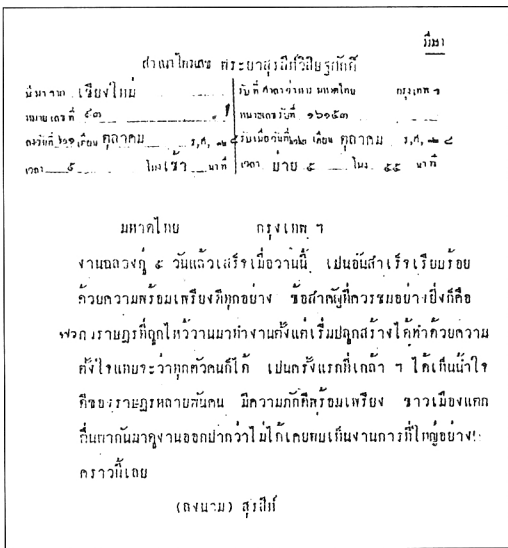 ที่มา
สำเนาโทรเลข พระยาสุรสีห์วิสิษฐศักดิ์
มีมาจาก เชียงใหม่
หมายเลขที่ ๔๓
ลงวันที่ เดือน ตุลาคม ร,ศ, ๑๒๘
เวลา ๕ โมงเช้า นาที
รับที่ศาลาว่าการ มหาดไทย กรุงเทพ ฯ
หมายเลขรับที่ ๑๖๑๕๓
รับเมื่อวันที่ เดือน ตุลาคม ร,ศ, ๑๒๘
เวลา บ่าย ๕ โมง ๕๕ นาที
มหาดไทย กรุงเทพ ฯ
งานฉลองกู่ ๕ วันแล้วเสร็จเมื่อวานนี้ เปนอันสำเร็จเรียบร้อย
ด้วยความพร้อมเพรียงดีทุกอย่าง ข้อสำคัญที่ควรชมอย่างยิ่งก็คือ
พวกราษฎรที่ถูกไหว้วานมาทำงานตั้งแต่เริ่มปลูกสร้างได้ทำด้วยความ
ตั้งใจแทบจะว่าทุกตัวคนก็ได้ เปนครั้งแรกที่เกล้า ฯ ได้เห็นน้ำใจ
ดีของราษฎรหลายพันคน มีความภักดีพร้อมเพรียง ชาวเมืองแตก
ตื่นพากันมาดูงานออกปากว่าไม่ได้เคยพบเห็นงานการที่ใหญ่อย่าง
คราวนี้เลย
(ลงนาม) สุรสีห์